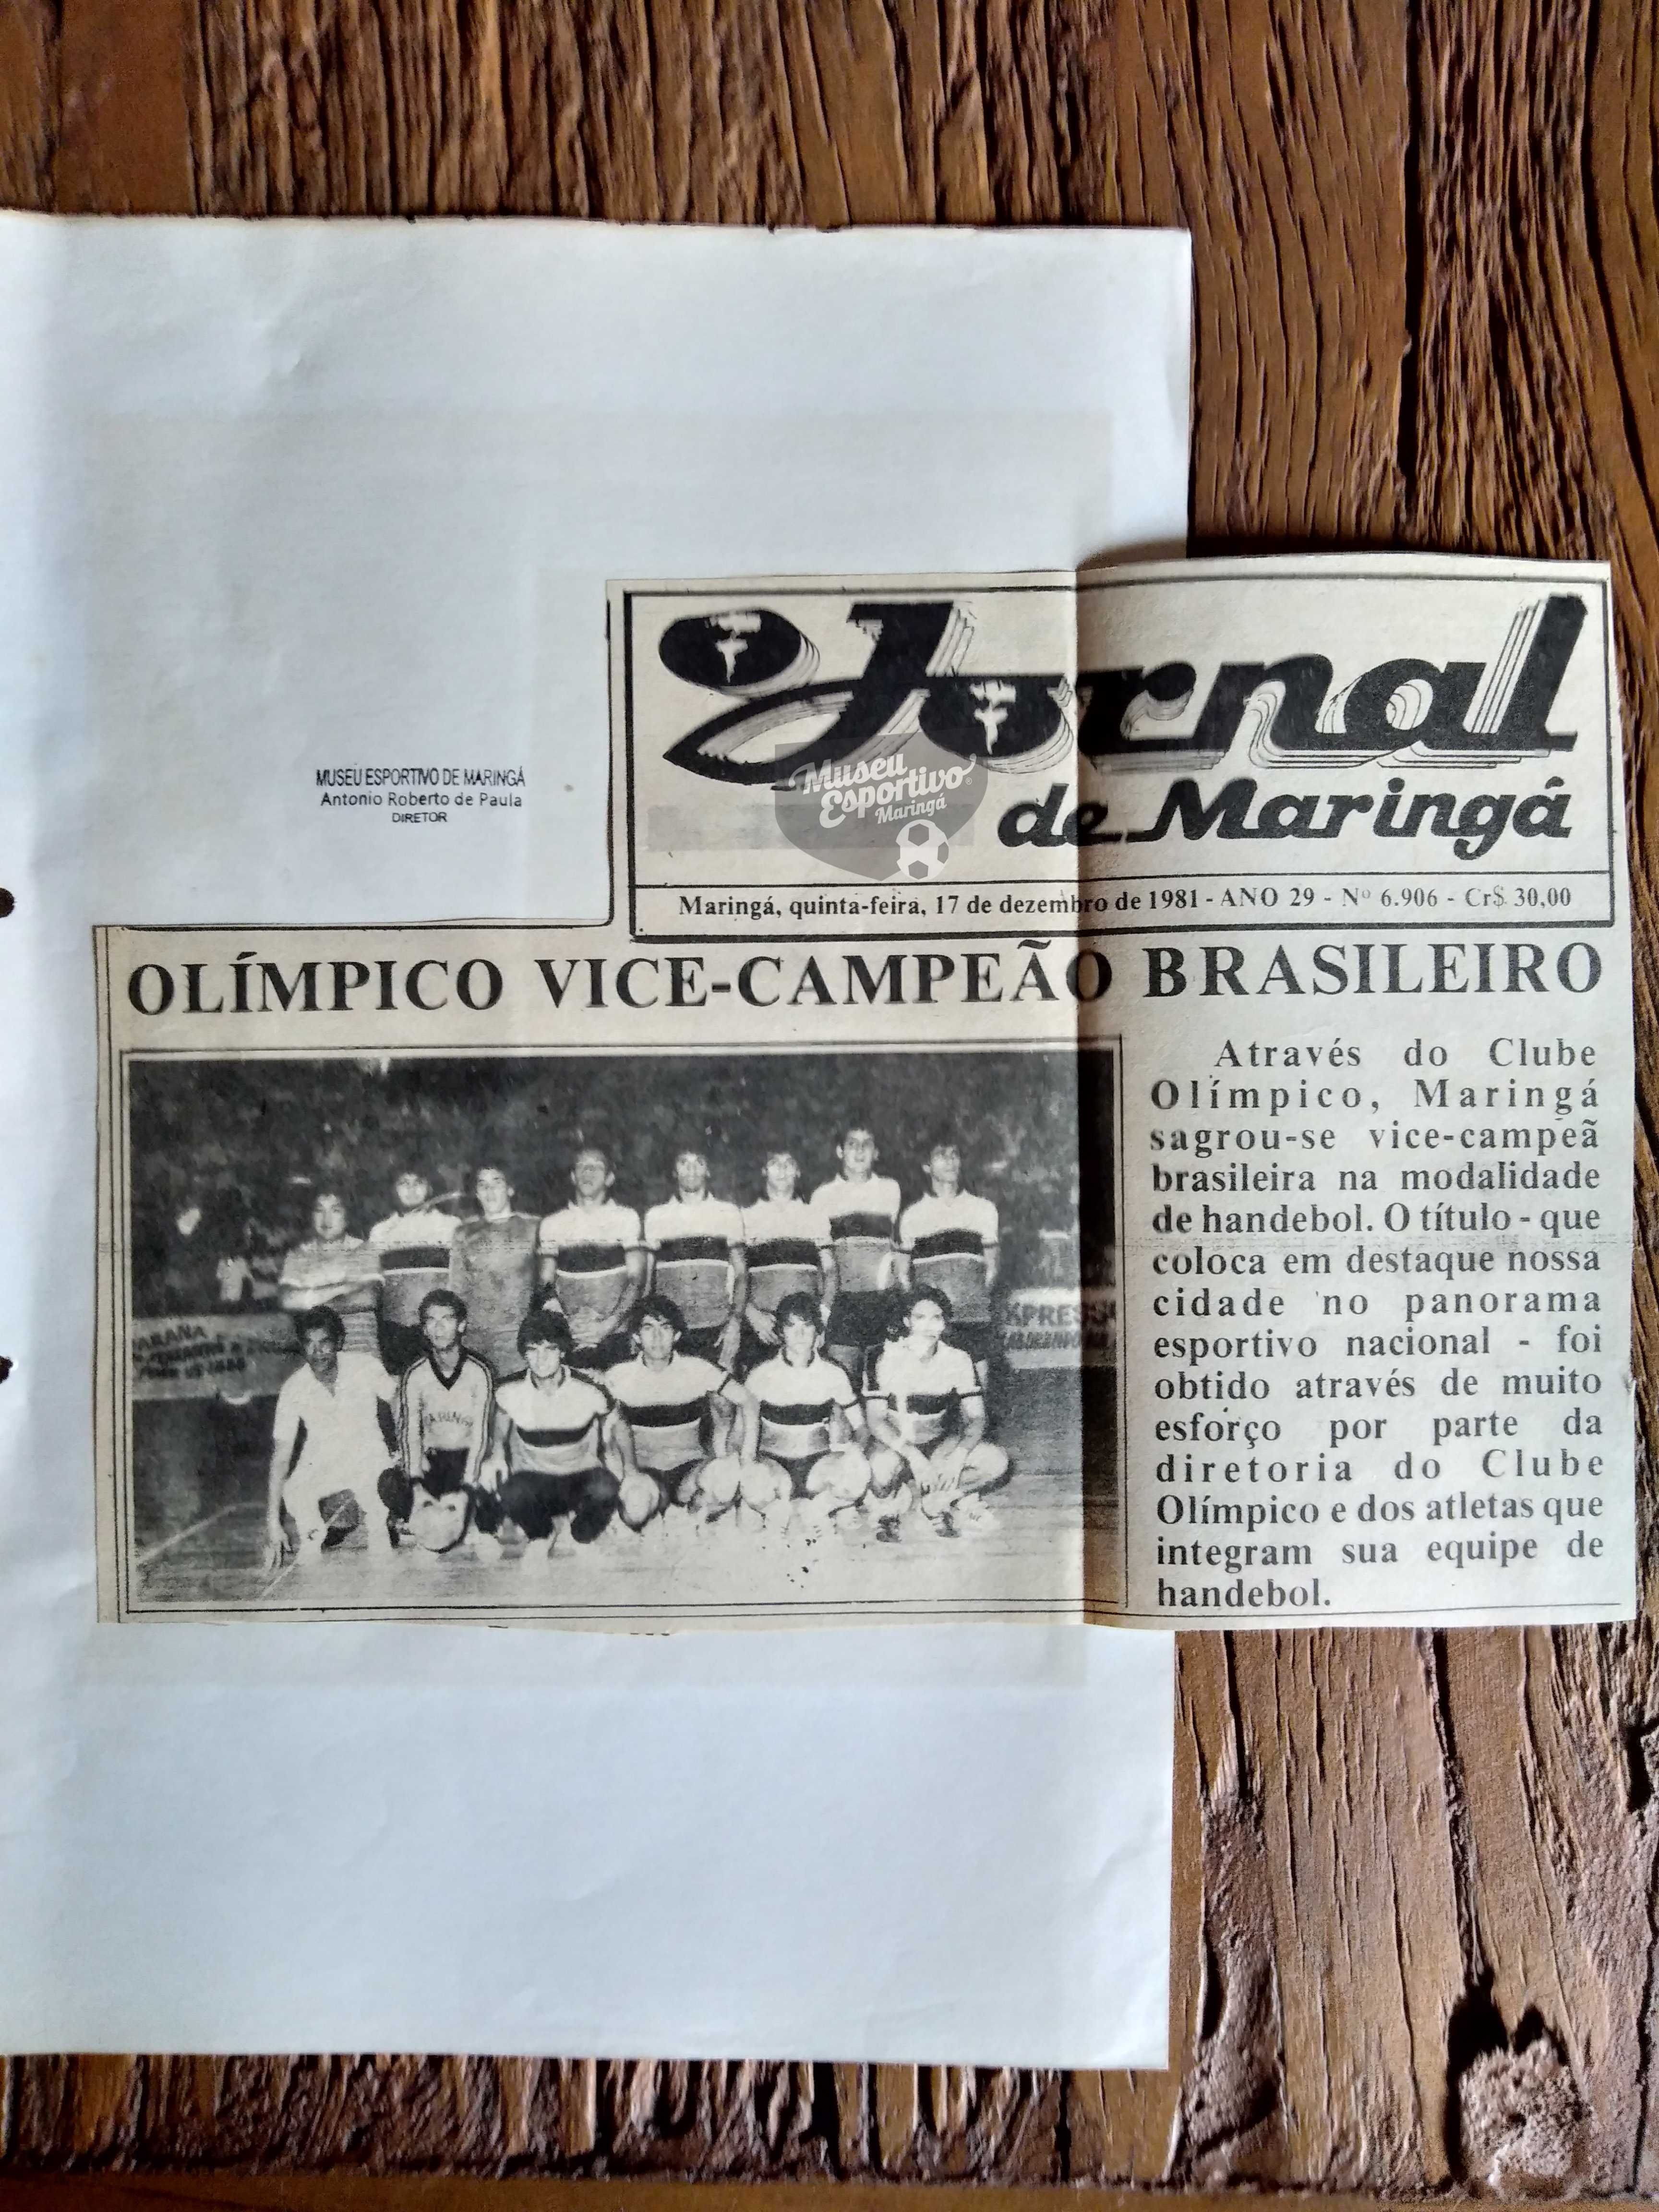 MUSEU ESPORTIVO DE MARINGÁ
Antonio Roberto de Paula
DIRETOR
O Jornal
de Maringá
Museu
Esportivo
Maringá
Maringá, quinta-feira, 17 de dezembro de 1981 - ANO 29 - Nº 6.906 - Cr$ 30,00
OLÍMPICO VICE-CAMPEÃO BRASILEIRO
Através do Clube
Olímpico, Maringá
sagrou-se vice-campeã
brasileira na modalidade
de handebol. O título - que
coloca em destaque nossa
cidade no panorama
esportivo nacional - foi
obtido através de muito
esforço por parte da
diretoria do Clube
Olímpico e dos atletas que
integram sua equipe de
handebol.